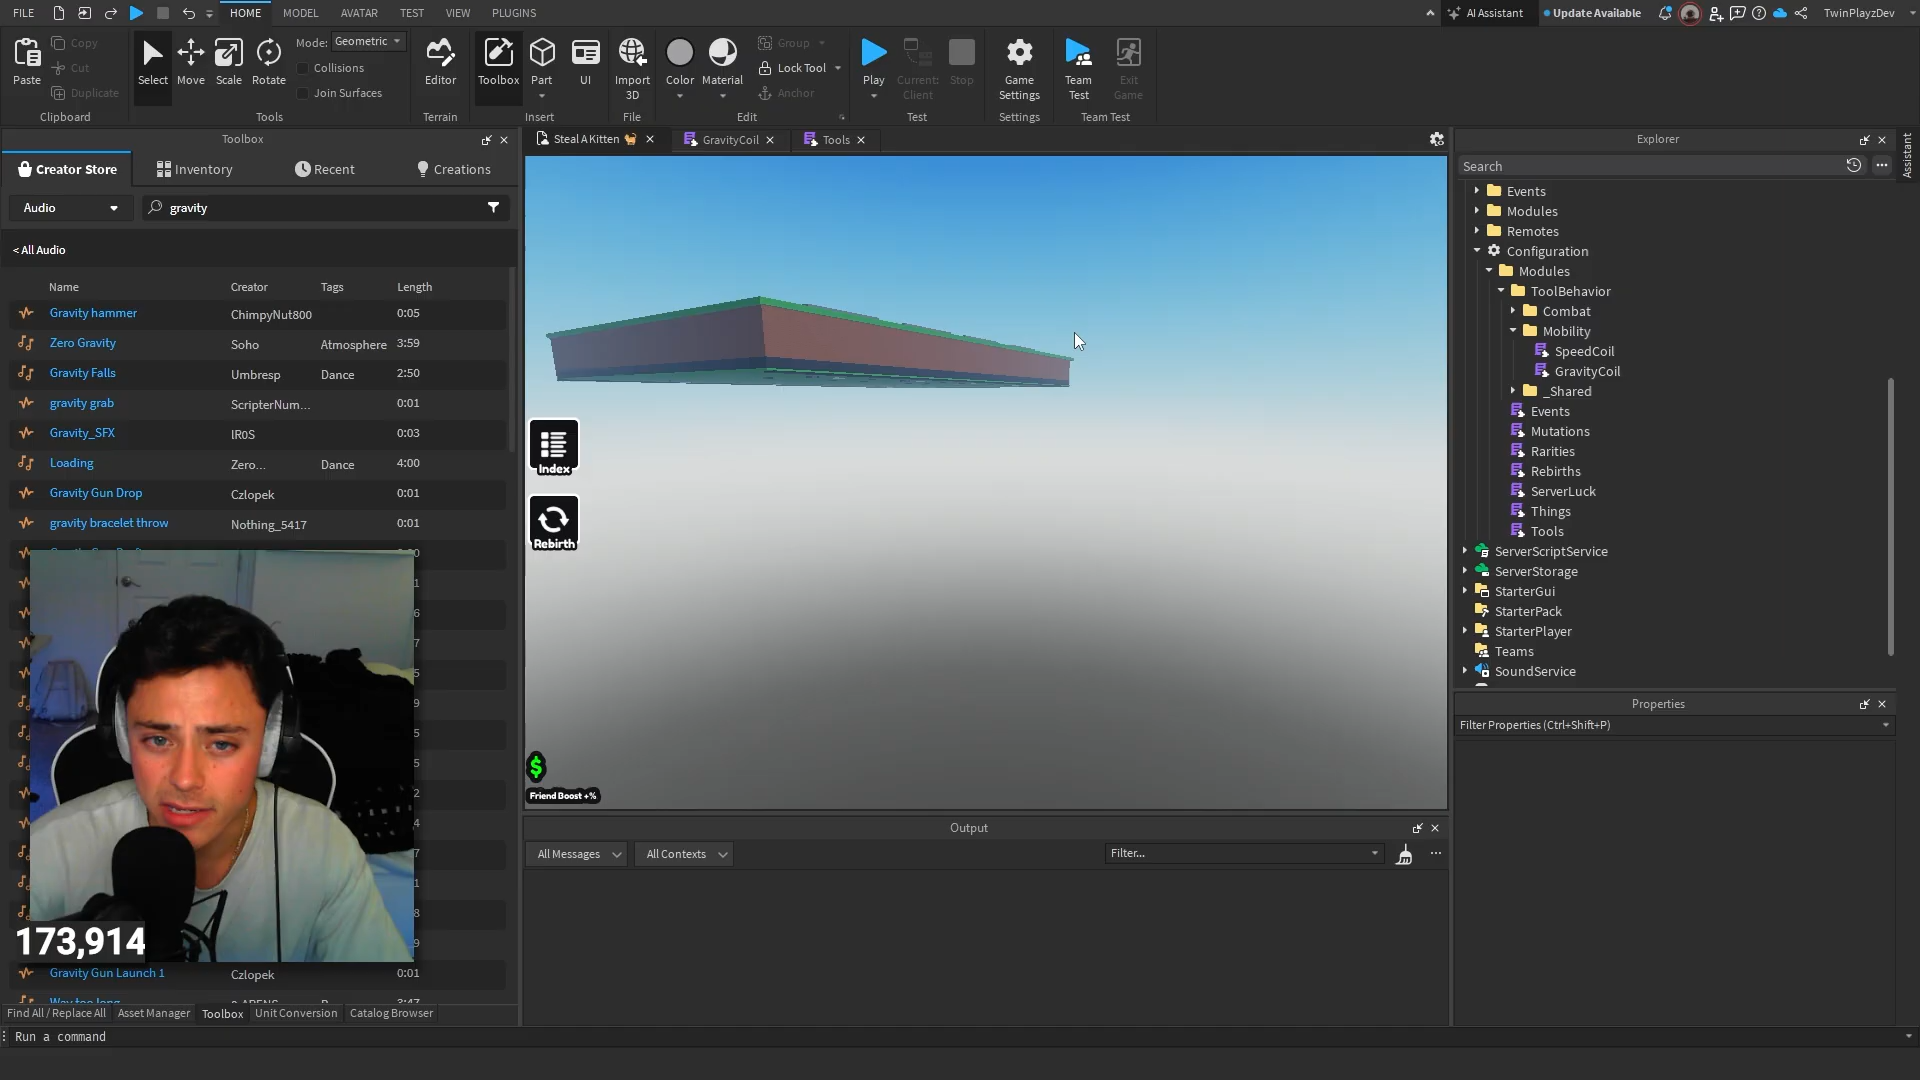 FILE HOME MODEL AVATAR TEST VIEW PLUGINS AI Assistant Update Available TwinPlayzDev
Paste Copy Cut Duplicate Select Move Scale Rotate Mode: Geometric Collisions Join Surfaces Editor Toolbox Part UI Import 3D Color Material Group Lock Tool Anchor Play Current: Client Stop Game Settings Team Test Exit Game
Clipboard Tools Terrain Insert File Edit Test Settings Team Test
Toolbox
Creator Store Inventory Recent Creations
Audio gravity
< All Audio
Name Creator Tags Length
Gravity hammer ChimpyNut800 0:05
Zero Gravity Soho Atmosphere 3:59
Gravity Falls Umbresp Dance 2:50
gravity grab ScripterNum... 0:01
Gravity_SFX IR0S 0:03
Loading Zero... Dance 4:00
Gravity Gun Drop Czlopek 0:01
gravity bracelet throw Nothing_5417 0:01
173,914
Gravity Gun Launch 1 Czlopek 0:01
Find All / Replace All Asset Manager Toolbox Unit Conversion Catalog Browser
Run a command
Steal A Kitten GravityCoil Tools
Index
Rebirth
$
Friend Boost +%
Output
All Messages All Contexts Filter...
Explorer
Assistant
Search
Events
Modules
Remotes
Configuration
Modules
ToolBehavior
Combat
Mobility
SpeedCoil
GravityCoil
_Shared
Events
Mutations
Rarities
Rebirths
ServerLuck
Things
Tools
ServerScriptService
ServerStorage
StarterGui
StarterPack
StarterPlayer
Teams
SoundService
Properties
Filter Properties (Ctrl+Shift+P)